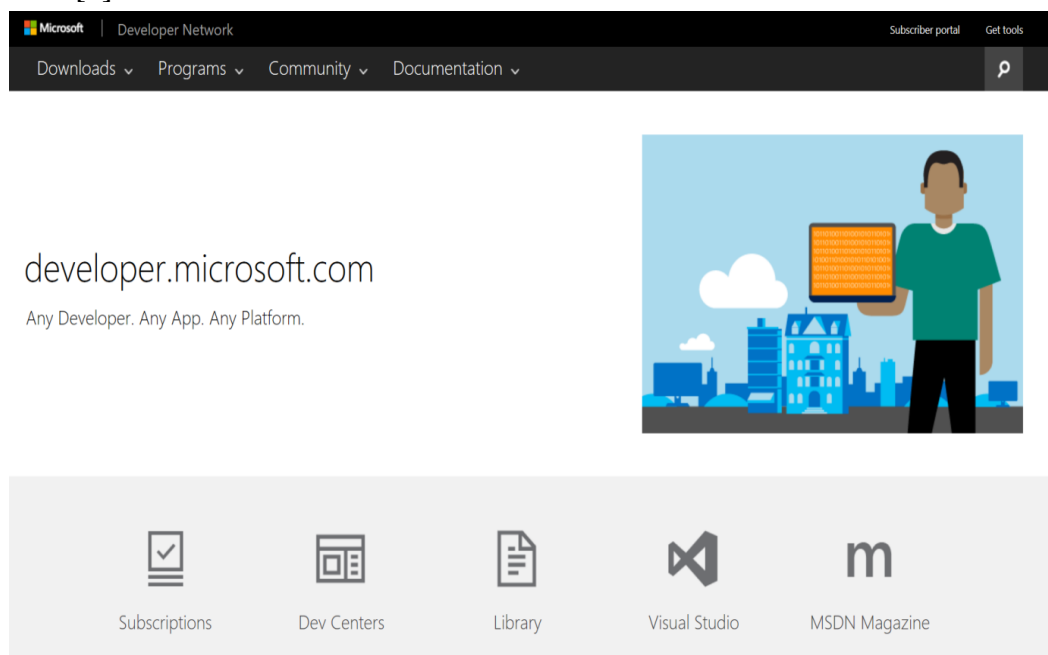 Microsoft | Developer Network Subscriber portal Get tools
Downloads Programs Community Documentation
developer.microsoft.com
Any Developer. Any App. Any Platform.
Subscriptions Dev Centers Library Visual Studio MSDN Magazine